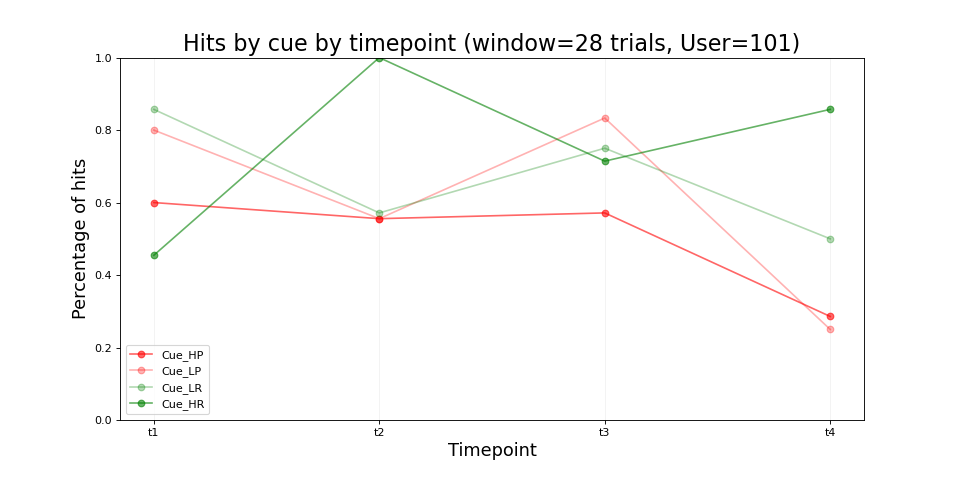 Hits by cue by timepoint (window=28 trials, User=101)
Percentage of hits
1.0
0.8
0.6
0.4
0.2
0.0
Cue_HP
Cue_LP
Cue_LR
Cue_HR
t1 t2 t3 t4
Timepoint